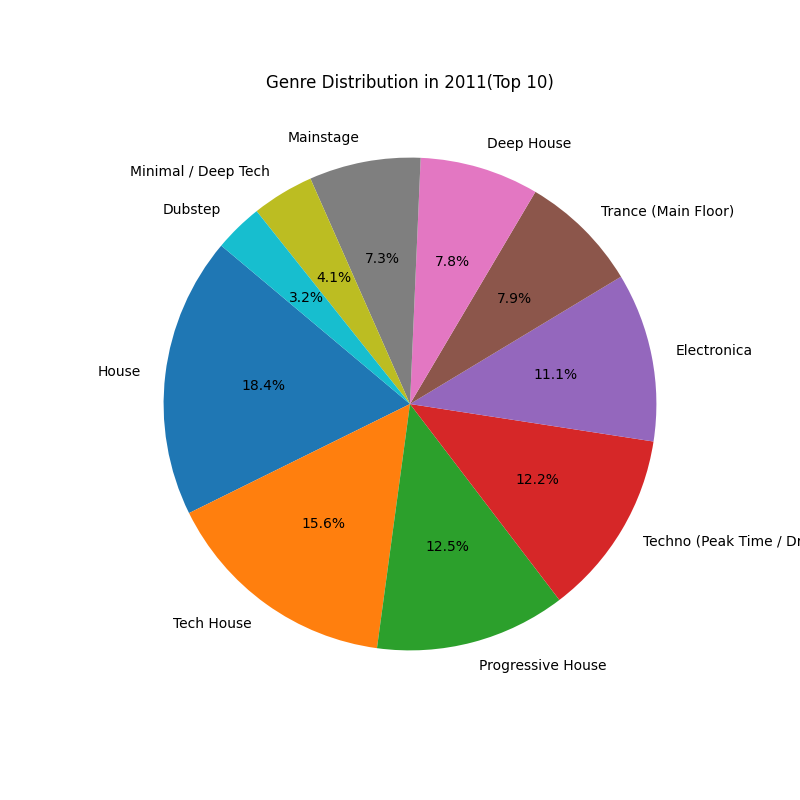 Genre Distribution in 2011(Top 10)
Mainstage
Deep House
Minimal / Deep Tech
Dubstep
Trance (Main Floor)
7.3%
7.8%
4.1%
3.2%
7.9%
House
18.4%
Electronica
11.1%
15.6%
12.5%
12.2%
Techno (Peak Time /
Tech House
Progressive House